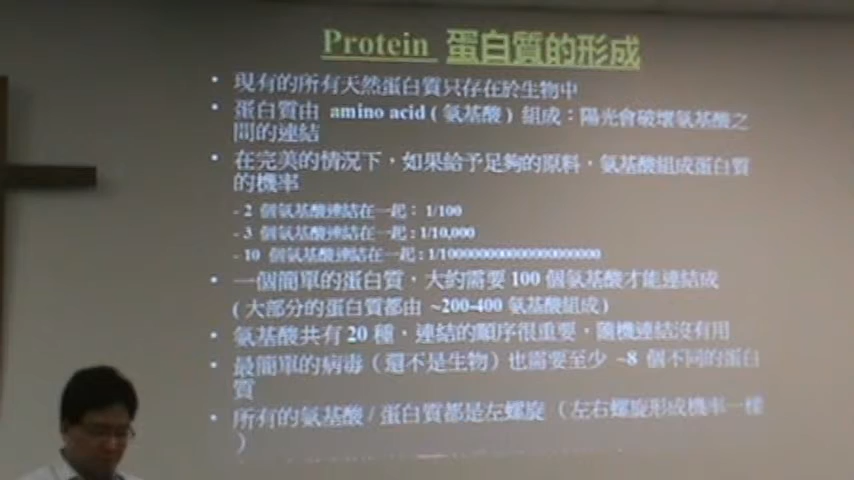 Protein 蛋白質的形成
• 現有的所有天然蛋白質只存在於生物中
• 蛋白質由 amino acid ( 氨基酸 ) 組成：陽光會破壞氨基酸之
間的連結
• 在完美的情況下，如果給予足夠的原料，氨基酸組成蛋白質
的機率
- 2 個氨基酸連結在一起： 1/100
- 3 個氨基酸連結在一起 : 1/10,000
- 10 個氨基酸連結在一起 :
• 一個簡單的蛋白質，大約需要 100 個氨基酸才能連結成
( 大部分的蛋白質都由 ~200-400 氨基酸組成 )
• 氨基酸共有 20 種，連結的順序很重要，隨機連結沒有用
• 最簡單的病毒（還不是生物）也需要至少 ~8 個不同的蛋白
質
• 所有的氨基酸 / 蛋白質都是左螺旋 （左右螺旋形成機率一樣
）